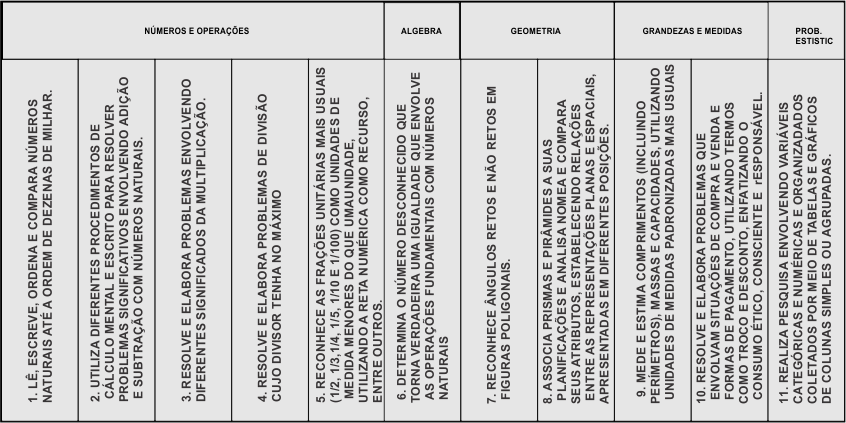 NÚMEROS E OPERAÇÕES
ALGEBRA
GEOMETRIA
GRANDEZAS E MEDIDAS
PROB.
ESTISTIC
1. LÊ, ESCREVE, ORDENA E COMPARA NÚMEROS
NATURAIS ATÉ A ORDEM DE DEZENAS DE MILHAR.
2. UTILIZA DIFERENTES PROCEDIMENTOS DE
CÁLCULO MENTAL E ESCRITO PARA RESOLVER
PROBLEMAS SIGNIFICATIVOS ENVOLVENDO ADIÇÃO
E SUBTRAÇÃO COM NÚMEROS NATURAIS.
3. RESOLVE E ELABORA PROBLEMAS ENVOLVENDO
DIFERENTES SIGNIFICADOS DA MULTIPLICAÇÃO.
4. RESOLVE E ELABORA PROBLEMAS DE DIVISÃO
CUJO DIVISOR TENHA NO MÁXIMO
5. RECONHECE AS FRAÇÕES UNITÁRIAS MAIS USUAIS
(1/2, 1/3,1/4, 1/5, 1/10 E 1/100) COMO UNIDADES DE
MEDIDA MENORES DO QUE UMAUNIDADE,
UTILIZANDO A RETA NUMÉRICA COMO RECURSO,
ENTRE OUTROS.
6. DETERMINA O NÚMERO DESCONHECIDO QUE
TORNA VERDADEIRA UMA IGUALDADE QUE ENVOLVE
AS OPERAÇÕES FUNDAMENTAIS COM NÚMEROS
NATURAIS
7. RECONHECE ÂNGULOS RETOS E NÃO RETOS EM
FIGURAS POLIGONAIS.
8. ASSOCIA PRISMAS E PIRÂMIDES A SUAS
PLANIFICAÇÕES E ANALISA NOMEA E COMPARA
SEUS ATRIBUTOS, ESTABELECENDO RELAÇÕES
ENTRE AS REPRESENTAÇÕES PLANAS E ESPACIAIS,
APRESENTADAS EM DIFERENTES POSIÇÕES.
9. MEDE E ESTIMA COMPRIMENTOS (INCLUINDO
PERÍMETROS), MASSAS E CAPACIDADES, UTILIZANDO
UNIDADES DE MEDIDAS PADRONIZADAS MAIS USUAIS
10. RESOLVE E ELABORA PROBLEMAS QUE
ENVOLVAM SITUAÇÕES DE COMPRA E VENDA E
FORMAS DE PAGAMENTO, UTILIZANDO TERMOS
COMO TROCO E DESCONTO, ENFATIZANDO O
CONSUMO ÉTICO, CONSCIENTE E rESPONSÁVEL.
11. REALIZA PESQUISA ENVOLVENDO VARIÁVEIS
CATEGÓRICAS E NUMÉRICAS E ORGANIZADADOS
COLETADOS POR MEIO DE TABELAS E GRÁFICOS
DE COLUNAS SIMPLES OU AGRUPADAS.